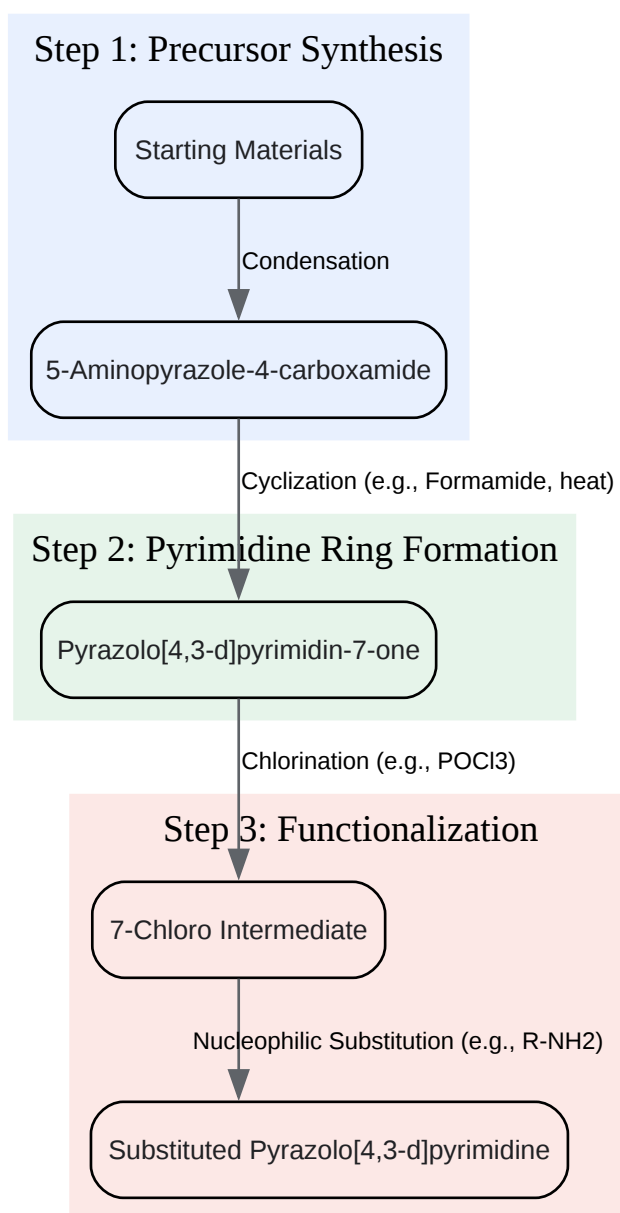 Step 1: Precursor Synthesis
Starting Materials
Condensation
5-Aminopyrazole-4-carboxamide
Cyclization (e.g., Formamide, heat)
Step 2: Pyrimidine Ring Formation
Pyrazolo[4,3-d]pyrimidin-7-one
Chlorination (e.g., POCl3)
Step 3: Functionalization
7-Chloro Intermediate
Nucleophilic Substitution (e.g., R-NH2)
Substituted Pyrazolo[4,3-d]pyrimidine